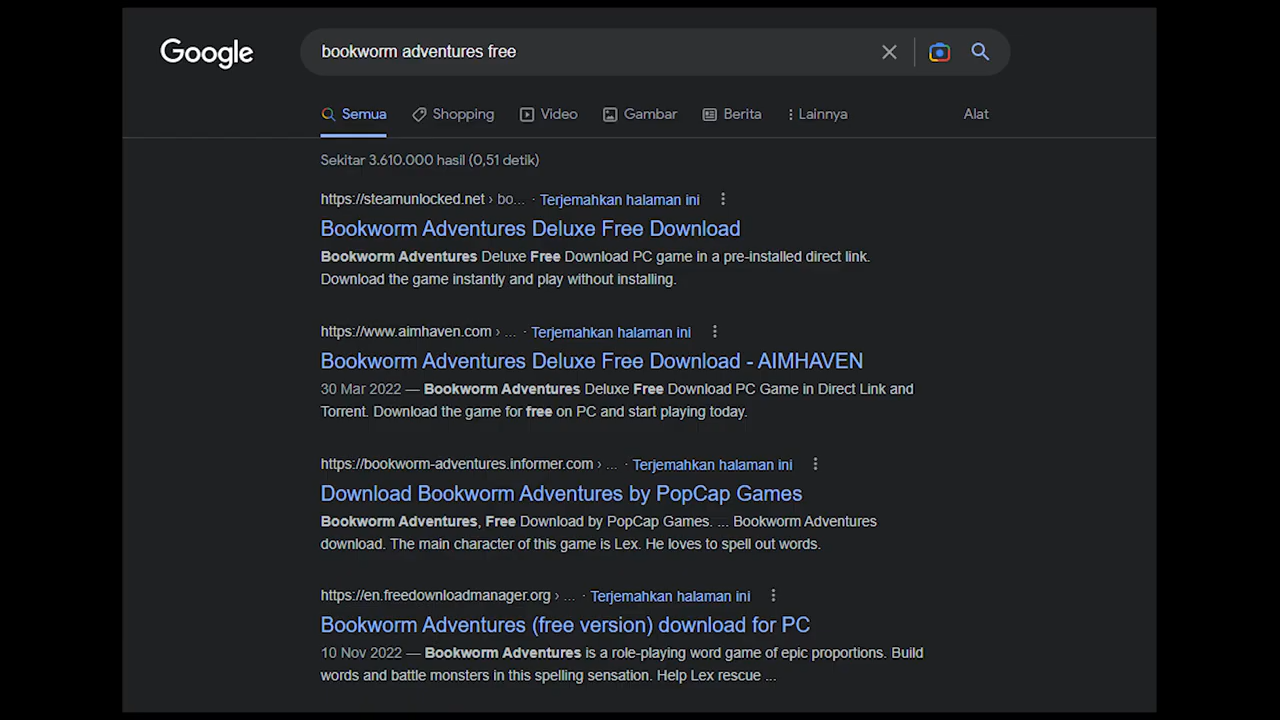 Google
bookworm adventures free
Semua Shopping Video Gambar Berita Lainnya Alat
Sekitar 3.610.000 hasil (0,51 detik)
https://steamunlocked.net › bo... · Terjemahkan halaman ini
Bookworm Adventures Deluxe Free Download
Bookworm Adventures Deluxe Free Download PC game in a pre-installed direct link.
Download the game instantly and play without installing.
https://www.aimhaven.com › ... · Terjemahkan halaman ini
Bookworm Adventures Deluxe Free Download - AIMHAVEN
30 Mar 2022 — Bookworm Adventures Deluxe Free Download PC Game in Direct Link and
Torrent. Download the game for free on PC and start playing today.
https://bookworm-adventures.informer.com › ... · Terjemahkan halaman ini
Download Bookworm Adventures by PopCap Games
Bookworm Adventures, Free Download by PopCap Games. ... Bookworm Adventures
download. The main character of this game is Lex. He loves to spell out words.
https://en.freedownloadmanager.org › ... · Terjemahkan halaman ini
Bookworm Adventures (free version) download for PC
10 Nov 2022 — Bookworm Adventures is a role-playing word game of epic proportions. Build
words and battle monsters in this spelling sensation. Help Lex rescue ...